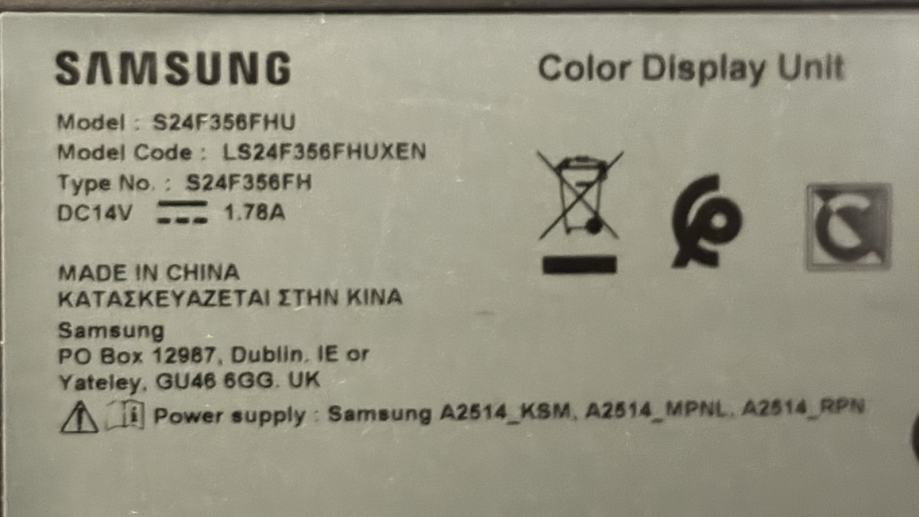 SAMSUNG
Color Display Unit
Model : S24F356FHU
Model Code : LS24F356FHUXEN
Type No. : S24F356FH
DC14V 1.78A
MADE IN CHINA
ΚΑΤΑΣΚΕΥΑΖΕΤΑΙ ΣΤΗΝ ΚΙΝΑ
Samsung
PO Box 12987, Dublin. IE or
Yateley, GU46 6GG. UK
Power supply : Samsung A2514_KSM, A2514_MPNL, A2514_RPN